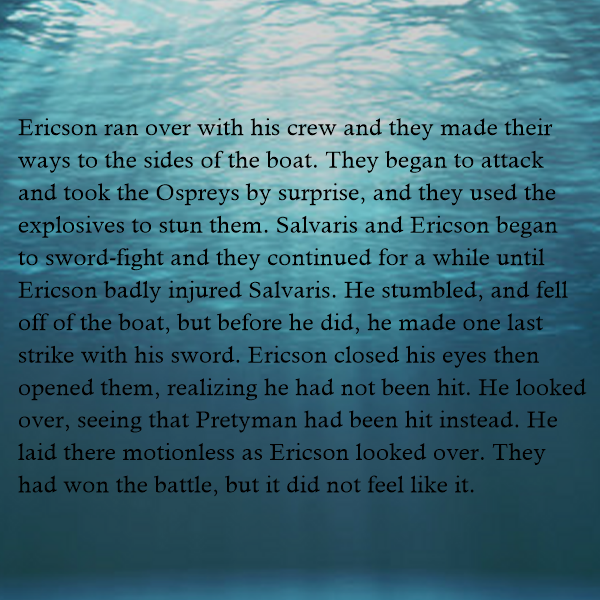 Ericson ran over with his crew and they made their
ways to the sides of the boat. They began to attack
and took the Ospreys by surprise, and they used the
explosives to stun them. Salvaris and Ericson began
to sword-fight and they continued for a while until
Ericson badly injured Salvaris. He stumbled, and fell
off of the boat, but before he did, he made one last
strike with his sword. Ericson closed his eyes then
opened them, realizing he had not been hit. He looked
over, seeing that Pretyman had been hit instead. He
laid there motionless as Ericson looked over. They
had won the battle, but it did not feel like it.